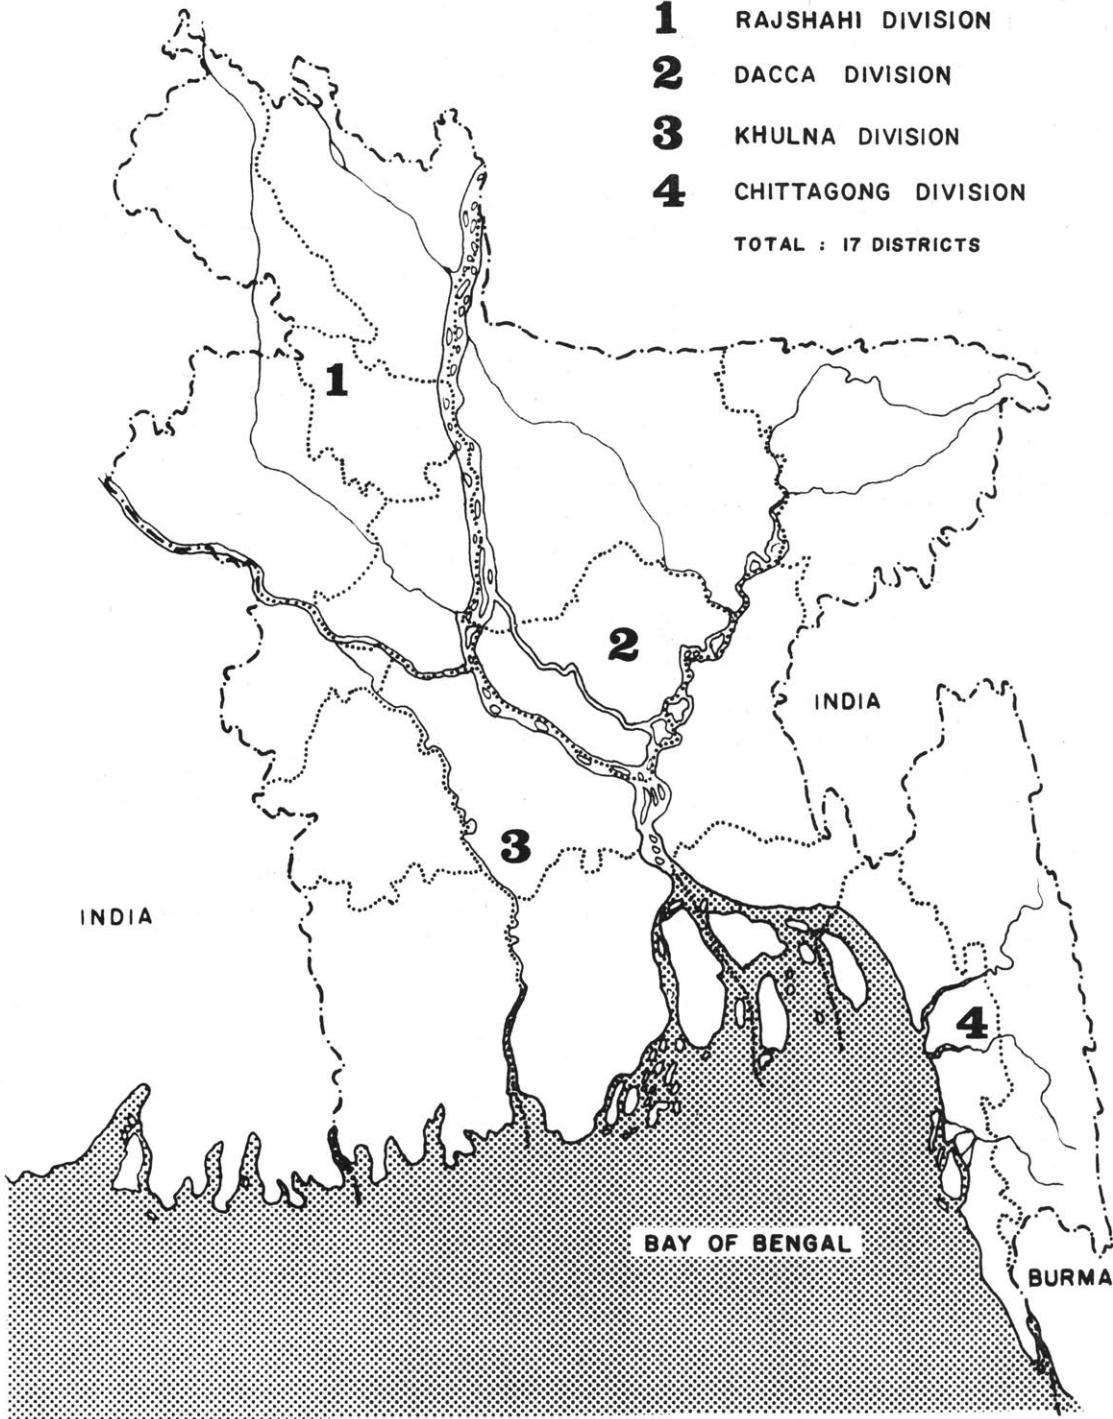 1 RAJSHAHI DIVISION
2 DACCA DIVISION
3 KHULNA DIVISION
4 CHITTAGONG DIVISION
TOTAL : 17 DISTRICTS
1
2
INDIA
3
INDIA
4
BAY OF BENGAL
BURMA